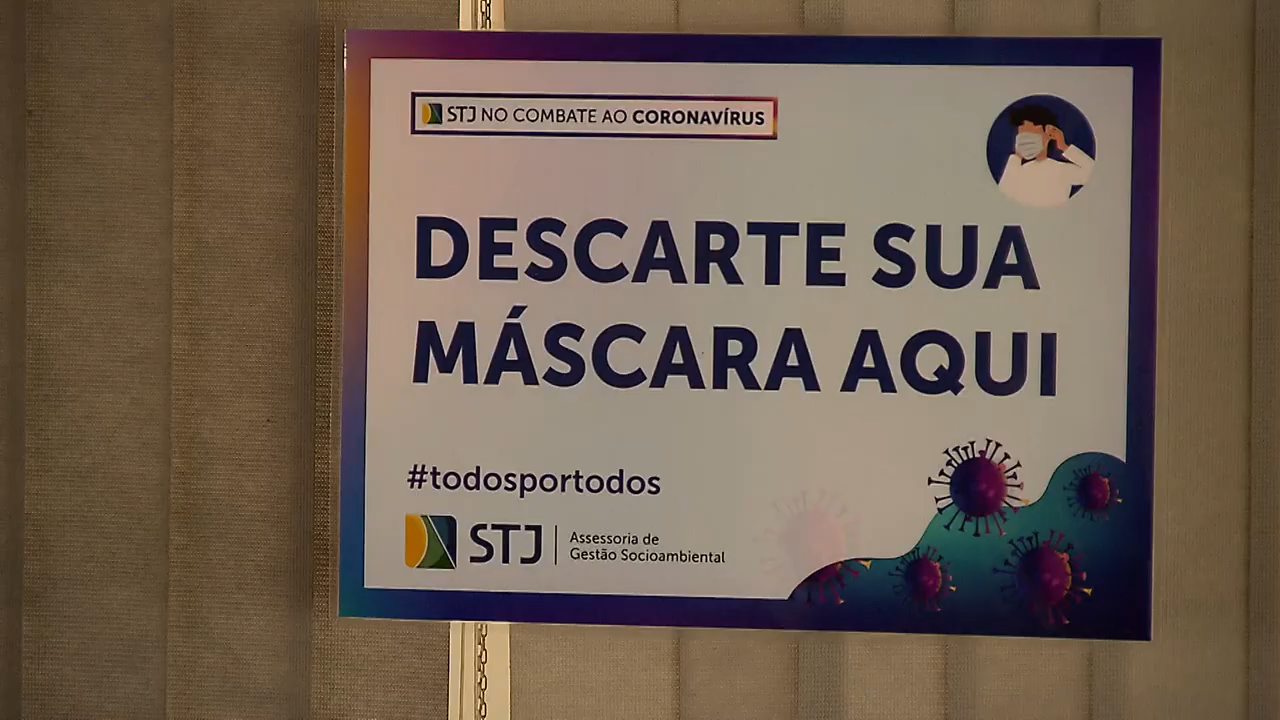 STJ NO COMBATE AO CORONAVÍRUS
DESCARTE SUA
MÁSCARA AQUI
#todosportodos
STJ
Assessoria de
Gestão Socioambiental